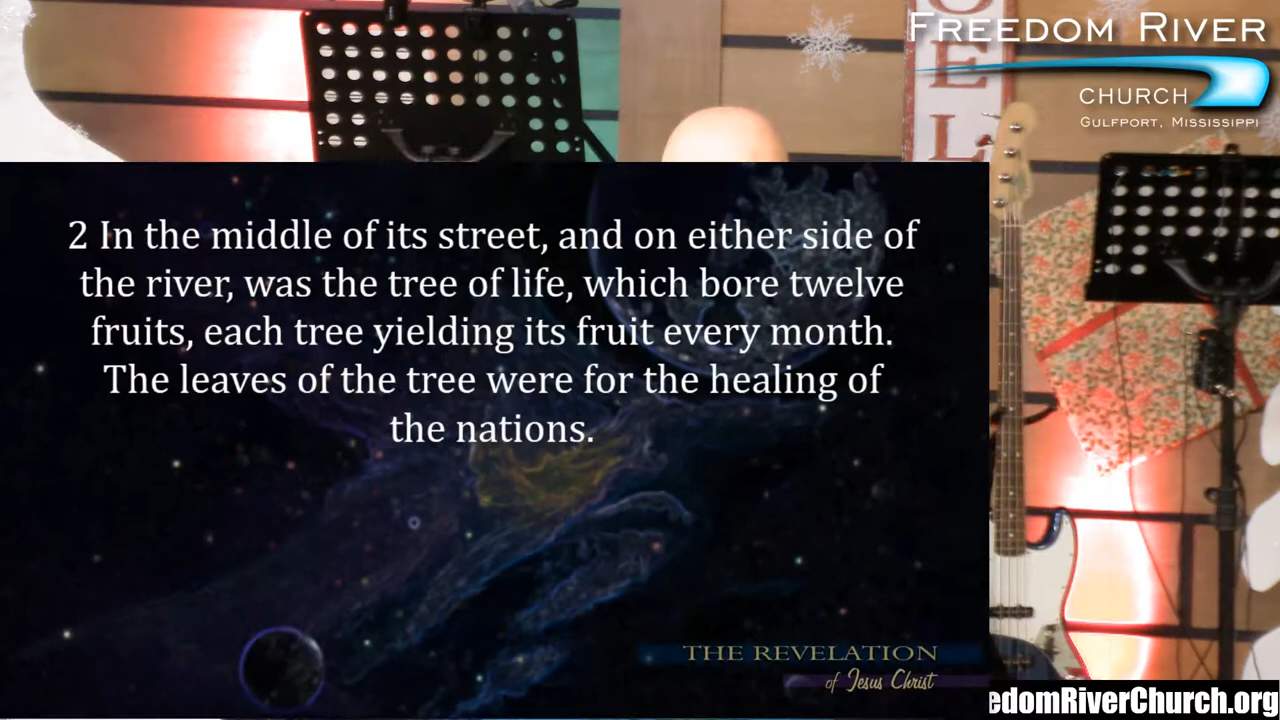 FREEDOM RIVER
CHURCH
GULFPORT, MISSISSIPPI
OEL
2 In the middle of its street, and on either side of
the river, was the tree of life, which bore twelve
fruits, each tree yielding its fruit every month.
The leaves of the tree were for the healing of
the nations.
THE REVELATION
of Jesus Christ
edomRiverChurch.org